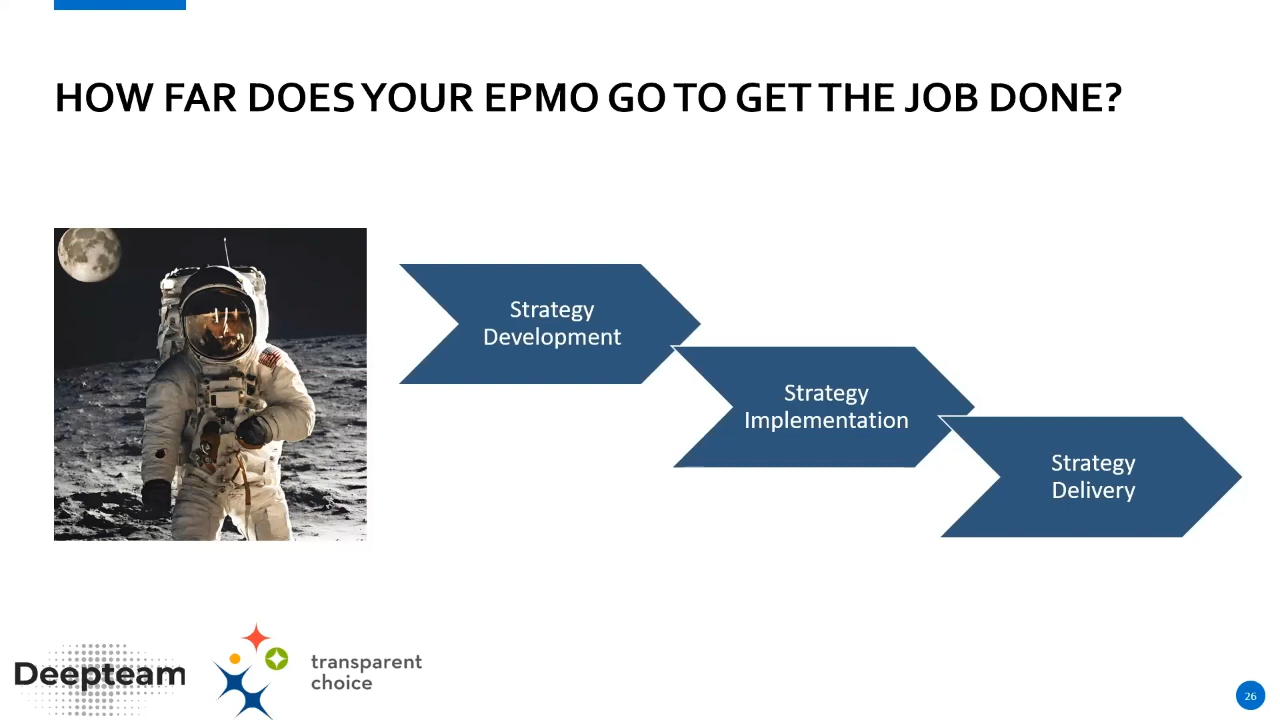 HOW FAR DOES YOUR EPMO GO TO GET THE JOB DONE?
Strategy
Development
Strategy
Implementation
Strategy
Delivery
Deepteam
transparent
choice
26